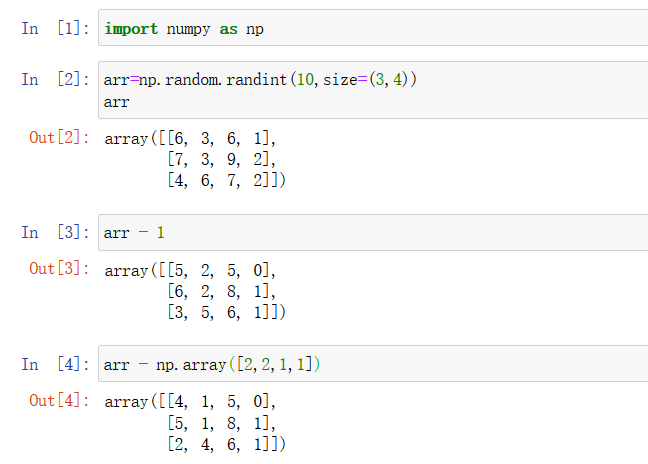 In [1]: import numpy as np
In [2]: arr=np.random.randint(10,size=(3,4))
arr
Out[2]: array([[6, 3, 6, 1],
[7, 3, 9, 2],
[4, 6, 7, 2]])
In [3]: arr - 1
Out[3]: array([[5, 2, 5, 0],
[6, 2, 8, 1],
[3, 5, 6, 1]])
In [4]: arr - np.array([2,2,1,1])
Out[4]: array([[4, 1, 5, 0],
[5, 1, 8, 1],
[2, 4, 6, 1]])